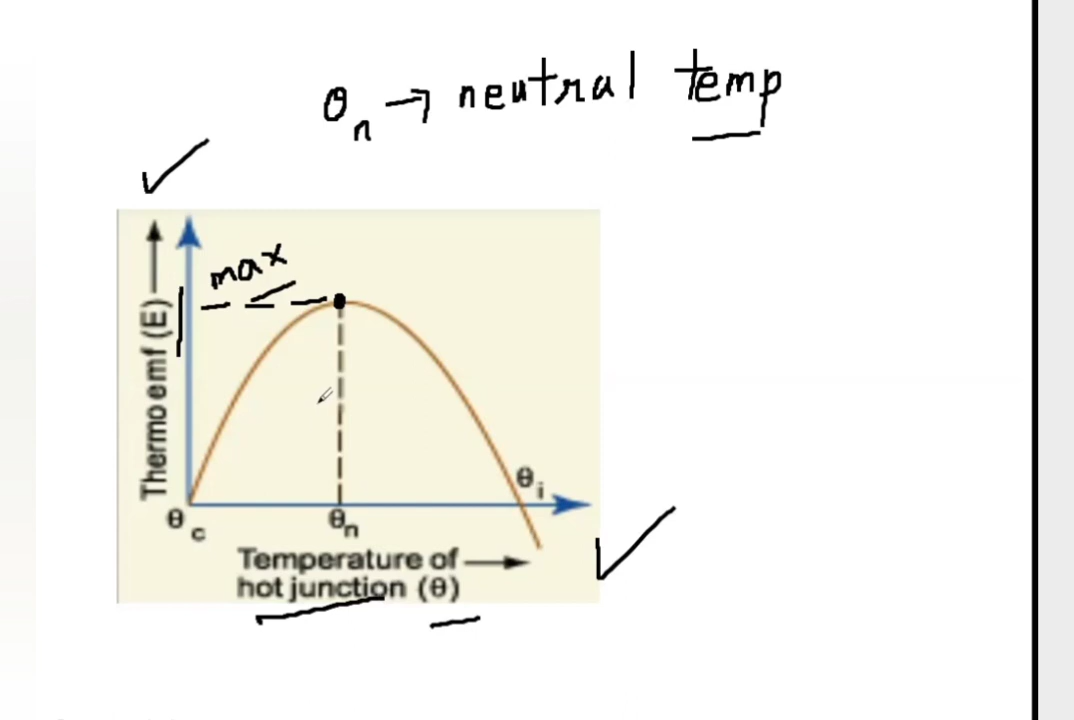 θn → neutral temp
max
Thermo emf (E)
θi
θc
θn
Temperature of
hot junction (θ)